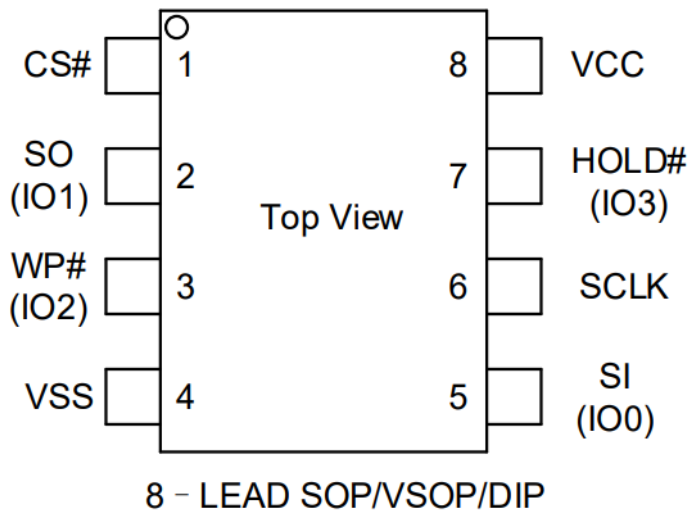 CS#
1
8
VCC
SO
(IO1)
2
7
HOLD#
(IO3)
Top View
WP#
(IO2)
3
6
SCLK
VSS
4
5
SI
(IO0)
8 - LEAD SOP/VSOP/DIP